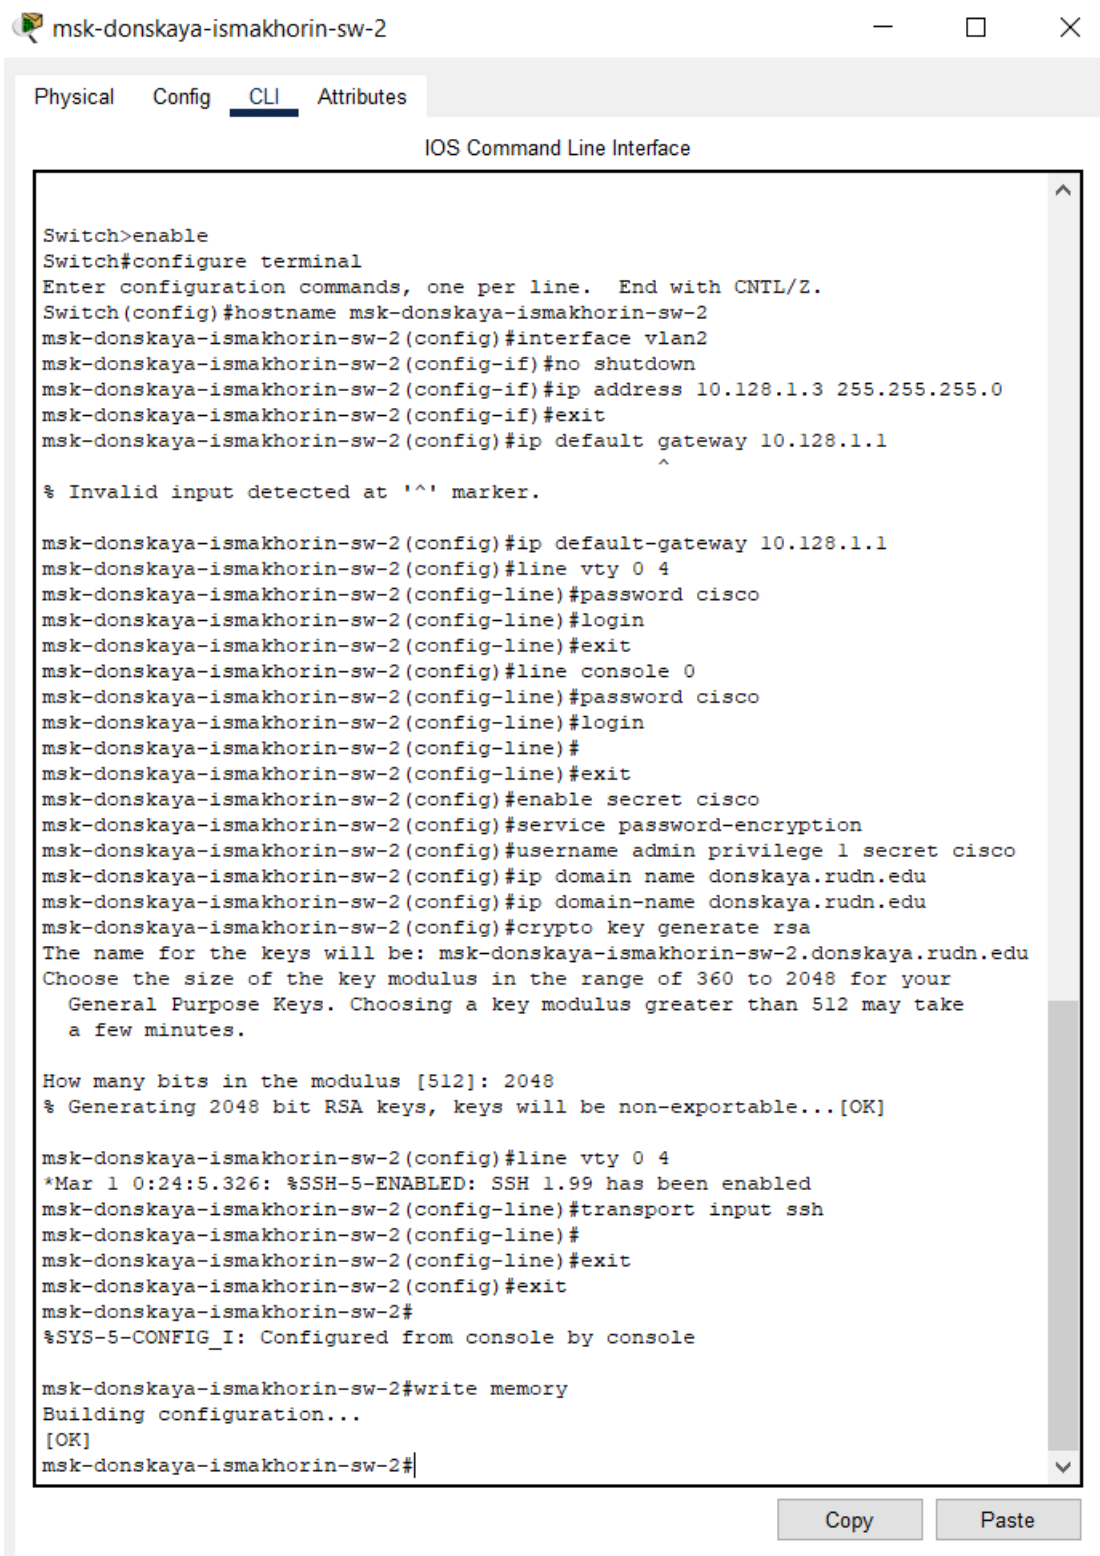 msk-donskaya-ismakhorin-sw-2
Physical Config CLI Attributes
IOS Command Line Interface
Switch>enable
Switch#configure terminal
Enter configuration commands, one per line.  End with CNTL/Z.
Switch(config)#hostname msk-donskaya-ismakhorin-sw-2
msk-donskaya-ismakhorin-sw-2(config)#interface vlan2
msk-donskaya-ismakhorin-sw-2(config-if)#no shutdown
msk-donskaya-ismakhorin-sw-2(config-if)#ip address 10.128.1.3 255.255.255.0
msk-donskaya-ismakhorin-sw-2(config-if)#exit
msk-donskaya-ismakhorin-sw-2(config)#ip default gateway 10.128.1.1
^
% Invalid input detected at '^' marker.
msk-donskaya-ismakhorin-sw-2(config)#ip default-gateway 10.128.1.1
msk-donskaya-ismakhorin-sw-2(config)#line vty 0 4
msk-donskaya-ismakhorin-sw-2(config-line)#password cisco
msk-donskaya-ismakhorin-sw-2(config-line)#login
msk-donskaya-ismakhorin-sw-2(config-line)#exit
msk-donskaya-ismakhorin-sw-2(config)#line console 0
msk-donskaya-ismakhorin-sw-2(config-line)#password cisco
msk-donskaya-ismakhorin-sw-2(config-line)#login
msk-donskaya-ismakhorin-sw-2(config-line)#
msk-donskaya-ismakhorin-sw-2(config-line)#exit
msk-donskaya-ismakhorin-sw-2(config)#enable secret cisco
msk-donskaya-ismakhorin-sw-2(config)#service password-encryption
msk-donskaya-ismakhorin-sw-2(config)#username admin privilege 1 secret cisco
msk-donskaya-ismakhorin-sw-2(config)#ip domain name donskaya.rudn.edu
msk-donskaya-ismakhorin-sw-2(config)#ip domain-name donskaya.rudn.edu
msk-donskaya-ismakhorin-sw-2(config)#crypto key generate rsa
The name for the keys will be: msk-donskaya-ismakhorin-sw-2.donskaya.rudn.edu
Choose the size of the key modulus in the range of 360 to 2048 for your
General Purpose Keys. Choosing a key modulus greater than 512 may take
a few minutes.
How many bits in the modulus [512]: 2048
% Generating 2048 bit RSA keys, keys will be non-exportable...[OK]
msk-donskaya-ismakhorin-sw-2(config)#line vty 0 4
*Mar 1 0:24:5.326: %SSH-5-ENABLED: SSH 1.99 has been enabled
msk-donskaya-ismakhorin-sw-2(config-line)#transport input ssh
msk-donskaya-ismakhorin-sw-2(config-line)#
msk-donskaya-ismakhorin-sw-2(config-line)#exit
msk-donskaya-ismakhorin-sw-2(config)#exit
msk-donskaya-ismakhorin-sw-2#
%SYS-5-CONFIG_I: Configured from console by console
msk-donskaya-ismakhorin-sw-2#write memory
Building configuration...
[OK]
msk-donskaya-ismakhorin-sw-2#
Copy Paste